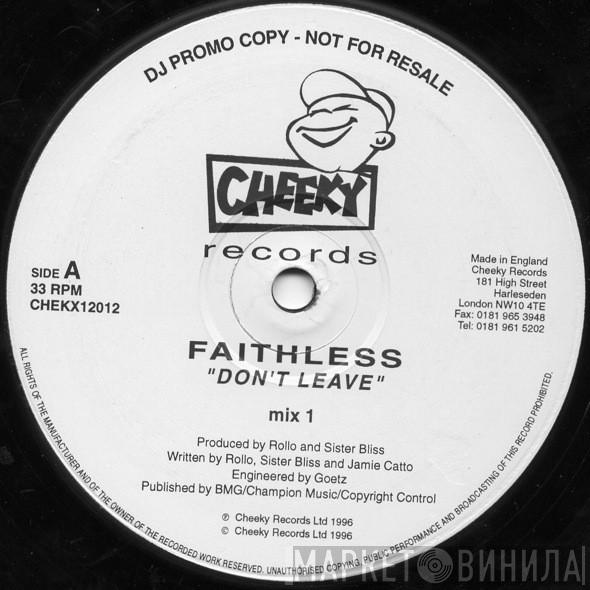 DJ PROMO COPY - NOT FOR RESALE
CHEEKY
records
SIDE A
33 RPM
CHEKX12012
Made in England
Cheeky Records
181 High Street
Harleseden
London NW10 4TE
Fax: 0181 965 3948
Tel: 0181 961 5202
FAITHLESS
"DON'T LEAVE"
mix 1
Produced by Rollo and Sister Bliss
Written by Rollo, Sister Bliss and Jamie Catto
Engineered by Goetz
Published by BMG/Champion Music/Copyright Control
℗ Cheeky Records Ltd 1996
© Cheeky Records Ltd 1996
ALL RIGHTS OF THE MANUFACTURER AND OF THE OWNER OF THE RECORDED WORK RESERVED. UNAUTHORISED COPYING, PUBLIC PERFORMANCE AND BROADCASTING OF THIS RECORD PROHIBITED.
МАРКЕТ ВИНИЛА